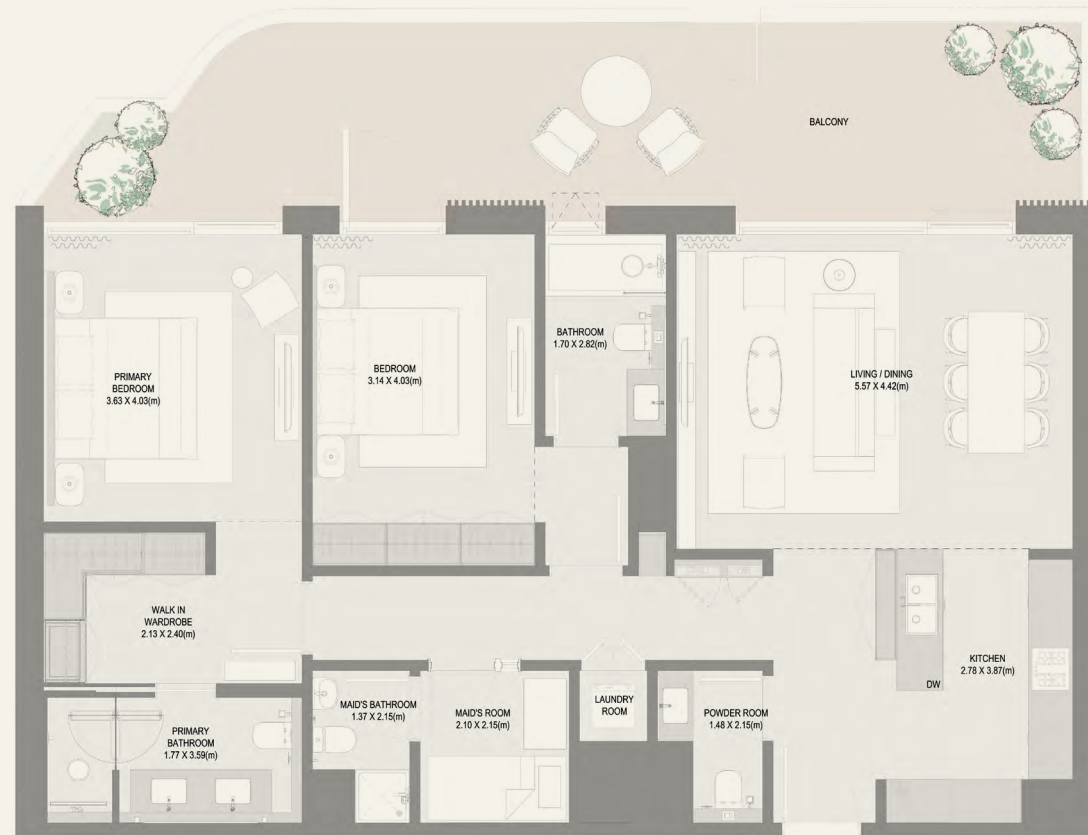 BALCONY
PRIMARY
BEDROOM
3.63 X 4.03(m)
BEDROOM
3.14 X 4.03(m)
BATHROOM
1.70 X 2.82(m)
LIVING / DINING
5.57 X 4.42(m)
WALK IN
WARDROBE
2.13 X 2.40(m)
KITCHEN
2.78 X 3.87(m)
DW
PRIMARY
BATHROOM
1.77 X 3.59(m)
MAID'S BATHROOM
1.37 X 2.15(m)
MAID'S ROOM
2.10 X 2.15(m)
LAUNDRY
ROOM
POWDER ROOM
1.48 X 2.15(m)